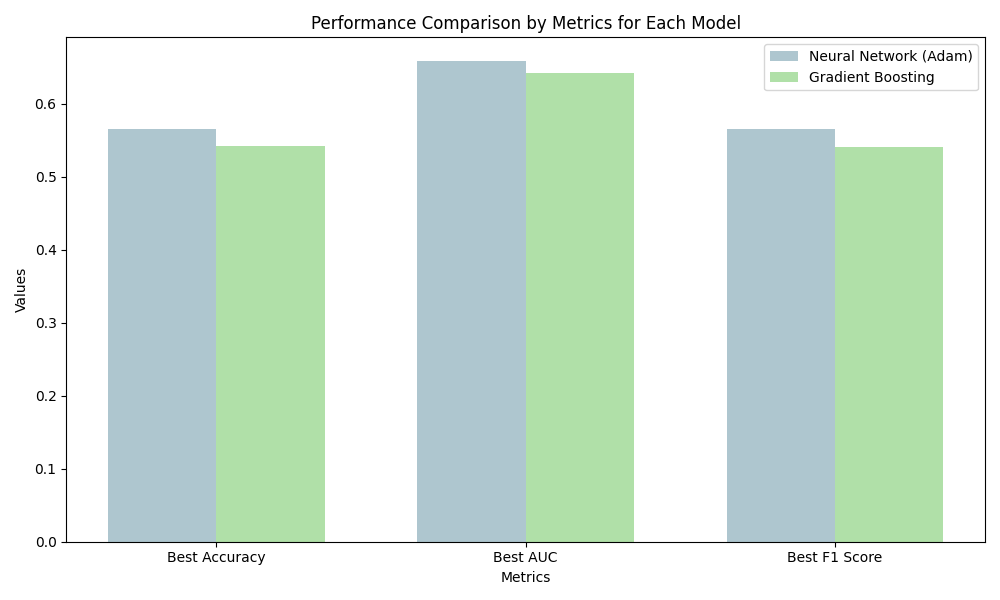 Performance Comparison by Metrics for Each Model
Neural Network (Adam)
Gradient Boosting
Values
0.6
0.5
0.4
0.3
0.2
0.1
0.0
Best Accuracy
Best AUC
Best F1 Score
Metrics